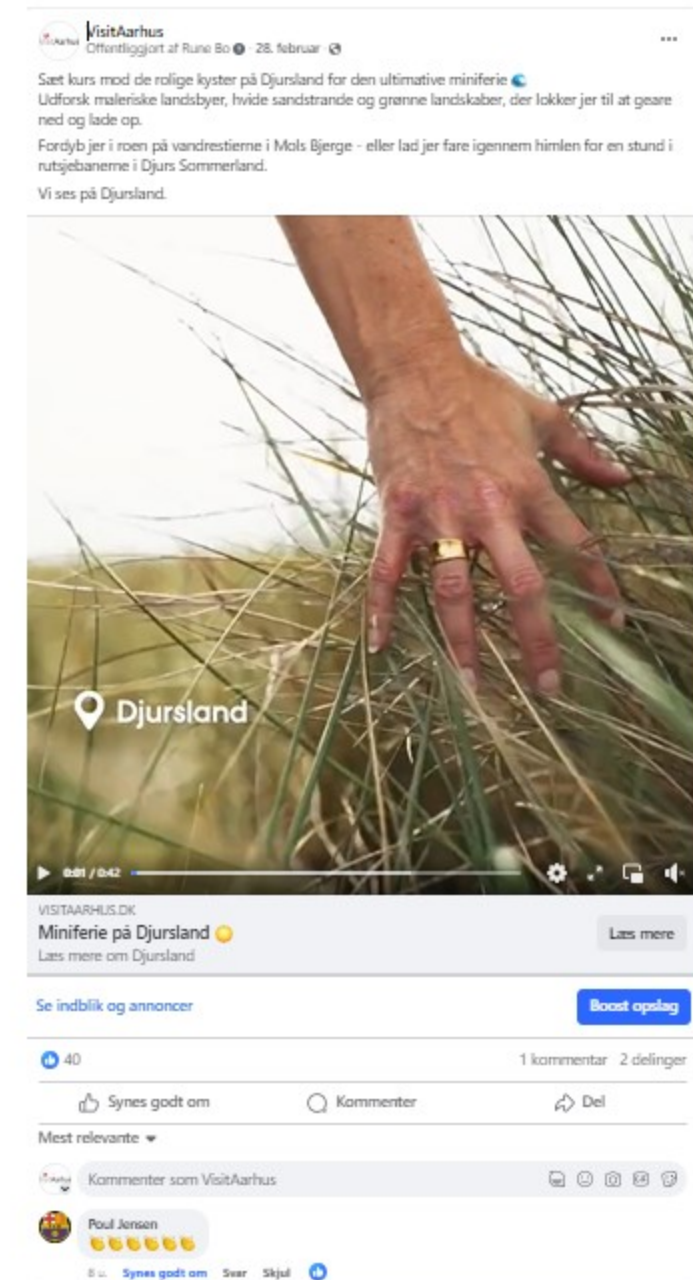 VisitAarhus
Offentliggjort af Rune Bo · 28. februar ·
Sæt kurs mod de rolige kyster på Djursland for den ultimative miniferie 🌊
Udforsk maleriske landsbyer, hvide sandstrande og grønne landskaber, der lokker jer til at geare
ned og lade op.
Fordyb jer i roen på vandrestierne i Mols Bjerge - eller lad jer fare igennem himlen for en stund i
rutsjebanerne i Djurs Sommerland.
Vi ses på Djursland.
Djursland
0:01 / 0:42
VISITAARHUS.DK
Miniferie på Djursland 🟡
Læs mere om Djursland
Læs mere
Se indblik og annoncer
Boost opslag
40
1 kommentar 2 delinger
Synes godt om
Kommenter
Del
Mest relevante
Kommenter som VisitAarhus
Poul Jensen
👏👏👏👏👏👏
8 u. Synes godt om Svar Skjul